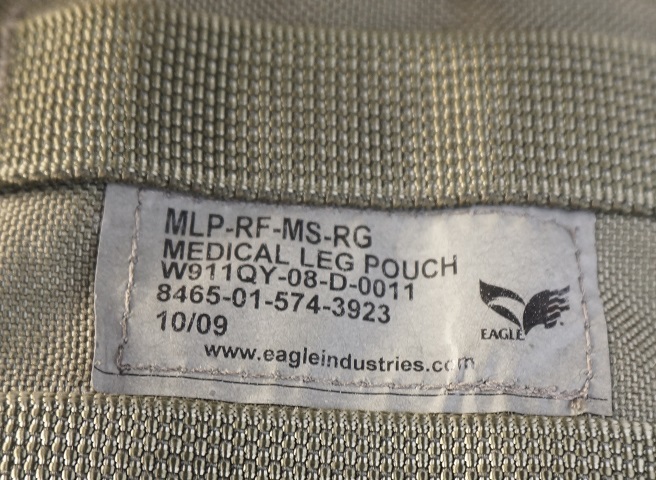 MLP-RF-MS-RG
MEDICAL LEG POUCH
W911QY-08-D-0011
8465-01-574-3923
10/09
www.eagleindustries.com
EAGLE